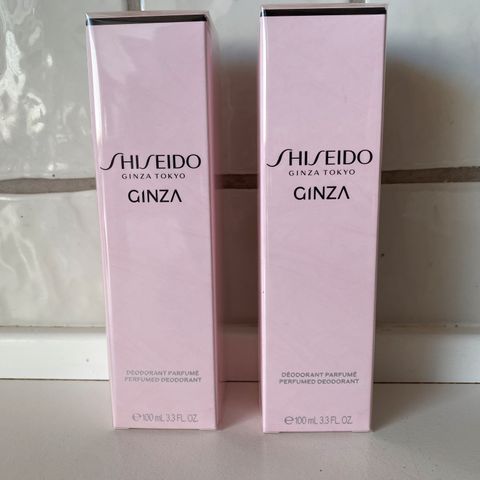 SHISEIDO
GINZA TOKYO
GINZA
DÉODORANT PARFUMÉ
PERFUMED DEODORANT
℮ 100 mL 3.3 FL. OZ.
SHISEIDO
GINZA TOKYO
GINZA
DÉODORANT PARFUMÉ
PERFUMED DEODORANT
℮ 100 mL 3.3 FL. OZ.